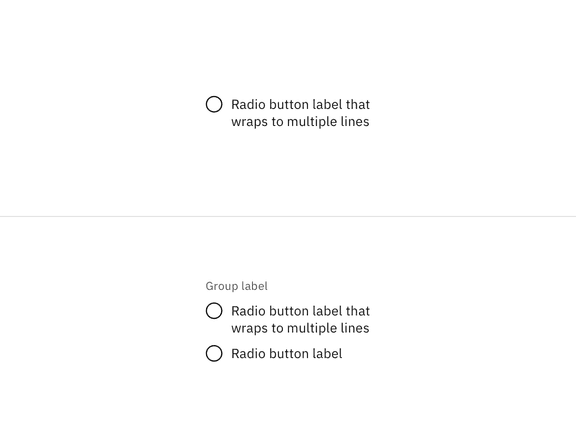 Radio button label that
wraps to multiple lines
Group label
Radio button label that
wraps to multiple lines
Radio button label